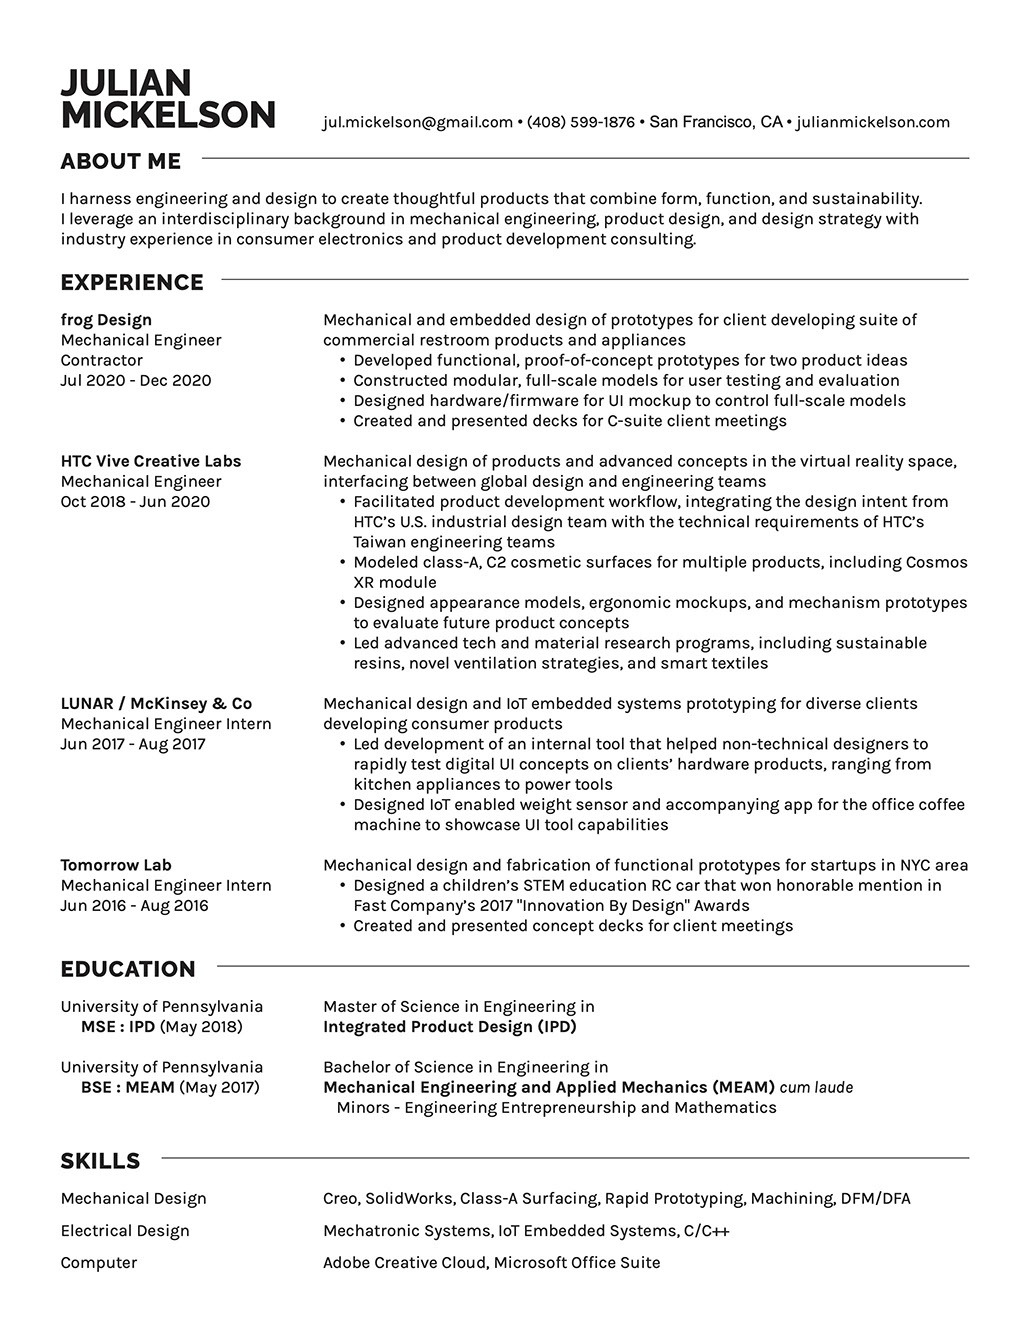 JULIAN
MICKELSON
jul.mickelson@gmail.com • (408) 599-1876 • San Francisco, CA • julianmickelson.com
ABOUT ME
I harness engineering and design to create thoughtful products that combine form, function, and sustainability.
I leverage an interdisciplinary background in mechanical engineering, product design, and design strategy with
industry experience in consumer electronics and product development consulting.
EXPERIENCE
frog Design
Mechanical Engineer
Contractor
Jul 2020 - Dec 2020
Mechanical and embedded design of prototypes for client developing suite of
commercial restroom products and appliances
• Developed functional, proof-of-concept prototypes for two product ideas
• Constructed modular, full-scale models for user testing and evaluation
• Designed hardware/firmware for UI mockup to control full-scale models
• Created and presented decks for C-suite client meetings
HTC Vive Creative Labs
Mechanical Engineer
Oct 2018 - Jun 2020
Mechanical design of products and advanced concepts in the virtual reality space,
interfacing between global design and engineering teams
• Facilitated product development workflow, integrating the design intent from
HTC’s U.S. industrial design team with the technical requirements of HTC’s
Taiwan engineering teams
• Modeled class-A, C2 cosmetic surfaces for multiple products, including Cosmos
XR module
• Designed appearance models, ergonomic mockups, and mechanism prototypes
to evaluate future product concepts
• Led advanced tech and material research programs, including sustainable
resins, novel ventilation strategies, and smart textiles
LUNAR / McKinsey & Co
Mechanical Engineer Intern
Jun 2017 - Aug 2017
Mechanical design and IoT embedded systems prototyping for diverse clients
developing consumer products
• Led development of an internal tool that helped non-technical designers to
rapidly test digital UI concepts on clients’ hardware products, ranging from
kitchen appliances to power tools
• Designed IoT enabled weight sensor and accompanying app for the office coffee
machine to showcase UI tool capabilities
Tomorrow Lab
Mechanical Engineer Intern
Jun 2016 - Aug 2016
Mechanical design and fabrication of functional prototypes for startups in NYC area
• Designed a children’s STEM education RC car that won honorable mention in
Fast Company’s 2017 "Innovation By Design" Awards
• Created and presented concept decks for client meetings
EDUCATION
University of Pennsylvania
MSE : IPD (May 2018)
Master of Science in Engineering in
Integrated Product Design (IPD)
University of Pennsylvania
BSE : MEAM (May 2017)
Bachelor of Science in Engineering in
Mechanical Engineering and Applied Mechanics (MEAM) cum laude
Minors - Engineering Entrepreneurship and Mathematics
SKILLS
Mechanical Design
Creo, SolidWorks, Class-A Surfacing, Rapid Prototyping, Machining, DFM/DFA
Electrical Design
Mechatronic Systems, IoT Embedded Systems, C/C++
Computer
Adobe Creative Cloud, Microsoft Office Suite